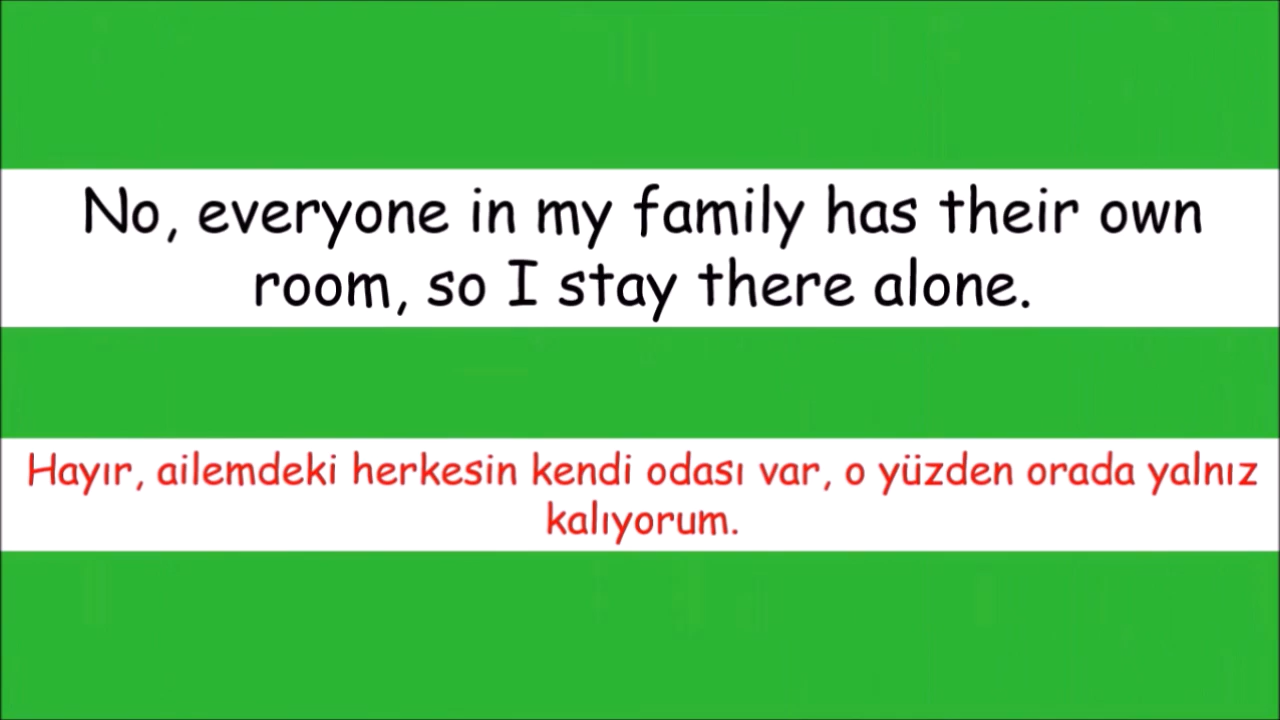 No, everyone in my family has their own
room, so I stay there alone.
Hayır, ailemdeki herkesin kendi odası var, o yüzden orada yalnız
kalıyorum.